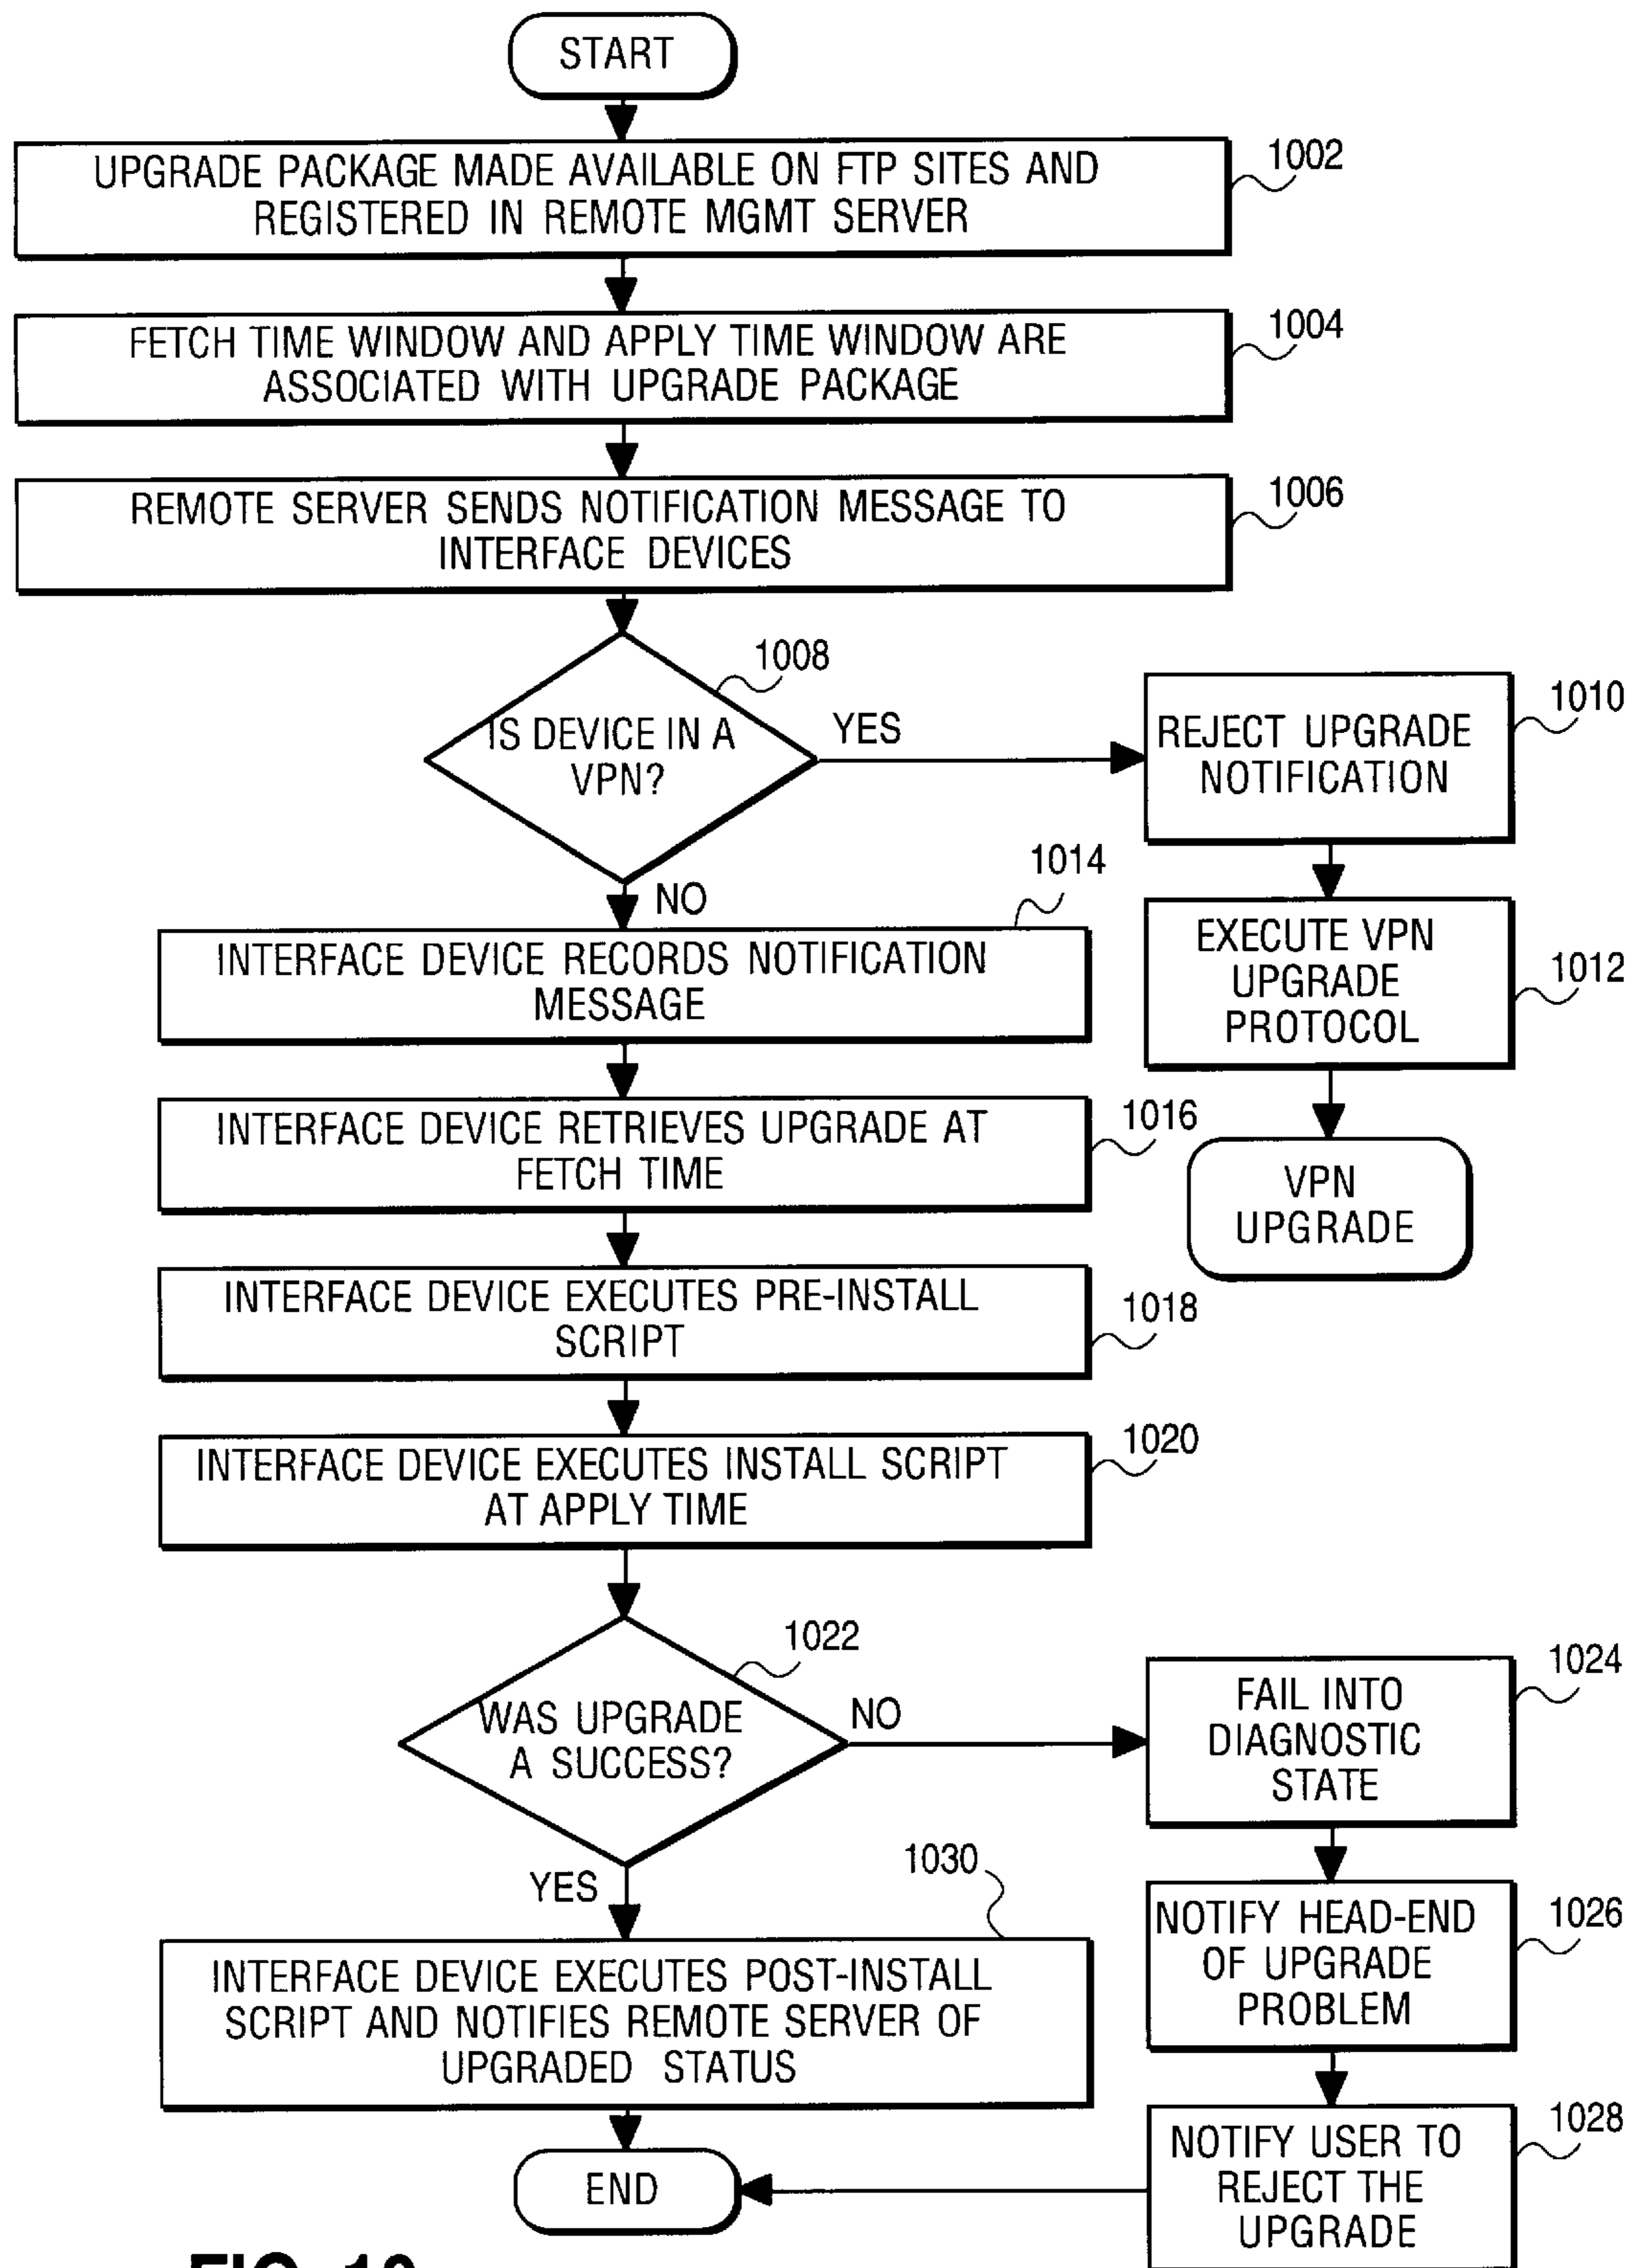 START
UPGRADE PACKAGE MADE AVAILABLE ON FTP SITES AND
REGISTERED IN REMOTE MGMT SERVER
1002
FETCH TIME WINDOW AND APPLY TIME WINDOW ARE
ASSOCIATED WITH UPGRADE PACKAGE
1004
REMOTE SERVER SENDS NOTIFICATION MESSAGE TO
INTERFACE DEVICES
1006
IS DEVICE IN A
VPN?
1008
YES
REJECT UPGRADE
NOTIFICATION
1010
EXECUTE VPN
UPGRADE
PROTOCOL
1012
VPN
UPGRADE
NO
1014
INTERFACE DEVICE RECORDS NOTIFICATION
MESSAGE
INTERFACE DEVICE RETRIEVES UPGRADE AT
FETCH TIME
1016
INTERFACE DEVICE EXECUTES PRE-INSTALL
SCRIPT
1018
INTERFACE DEVICE EXECUTES INSTALL SCRIPT
AT APPLY TIME
1020
WAS UPGRADE
A SUCCESS?
1022
NO
FAIL INTO
DIAGNOSTIC
STATE
1024
NOTIFY HEAD-END
OF UPGRADE
PROBLEM
1026
NOTIFY USER TO
REJECT THE
UPGRADE
1028
YES
1030
INTERFACE DEVICE EXECUTES POST-INSTALL
SCRIPT AND NOTIFIES REMOTE SERVER OF
UPGRADED STATUS
END